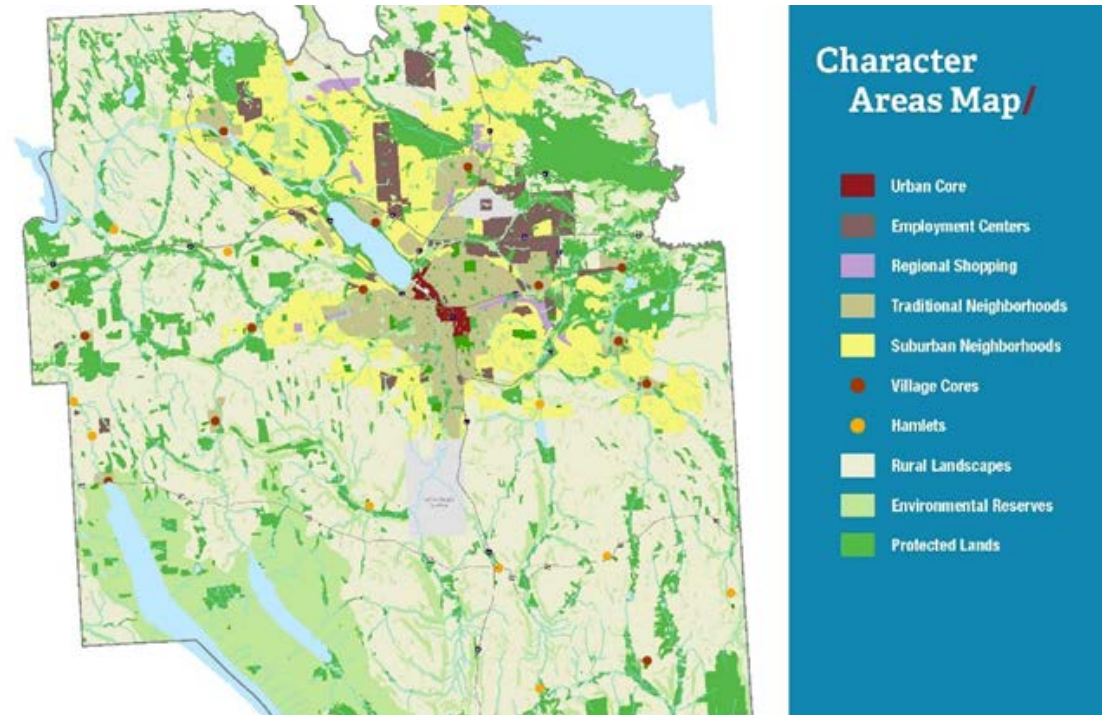 Character
Areas Map/
Urban Core
Employment Centers
Regional Shopping
Traditional Neighborhoods
Suburban Neighborhoods
Village Cores
Hamlets
Rural Landscapes
Environmental Reserves
Protected Lands